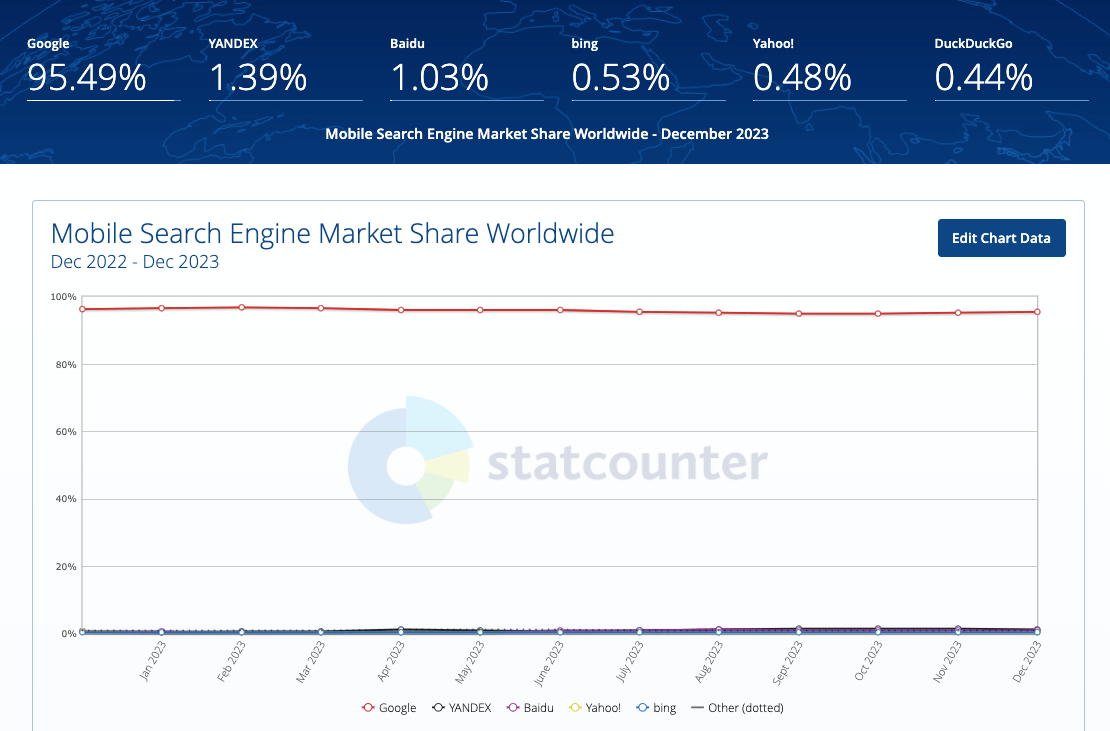 Google YANDEX Baidu bing Yahoo! DuckDuckGo
95.49% 1.39% 1.03% 0.53% 0.48% 0.44%
Mobile Search Engine Market Share Worldwide - December 2023
Mobile Search Engine Market Share Worldwide
Edit Chart Data
Dec 2022 - Dec 2023
100%
80%
60%
statcounter
40%
20%
0%
Jan 2023 Feb 2023 Mar 2023 Apr 2023 May 2023 June 2023 July 2023 Aug 2023 Sept 2023 Oct 2023 Nov 2023 Dec 2023
Google YANDEX Baidu Yahoo! bing Other (dotted)